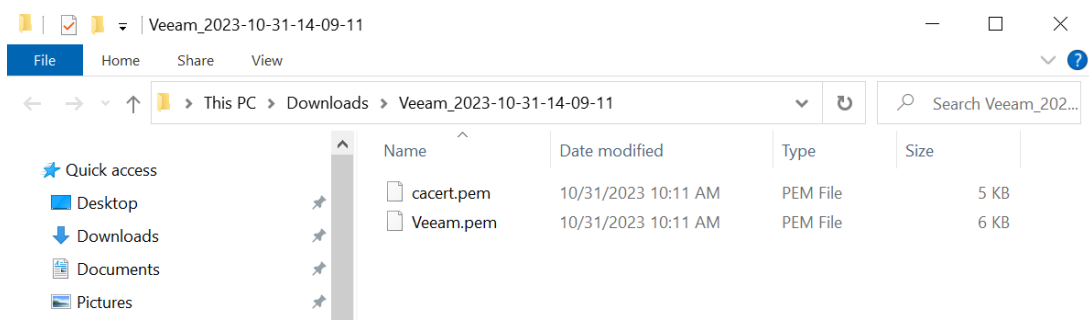 Veeam_2023-10-31-14-09-11
File Home Share View
This PC > Downloads > Veeam_2023-10-31-14-09-11 Search Veeam_202...
Name Date modified Type Size
Quick access
cacert.pem 10/31/2023 10:11 AM PEM File 5 KB
Desktop
Veeam.pem 10/31/2023 10:11 AM PEM File 6 KB
Downloads
Documents
Pictures